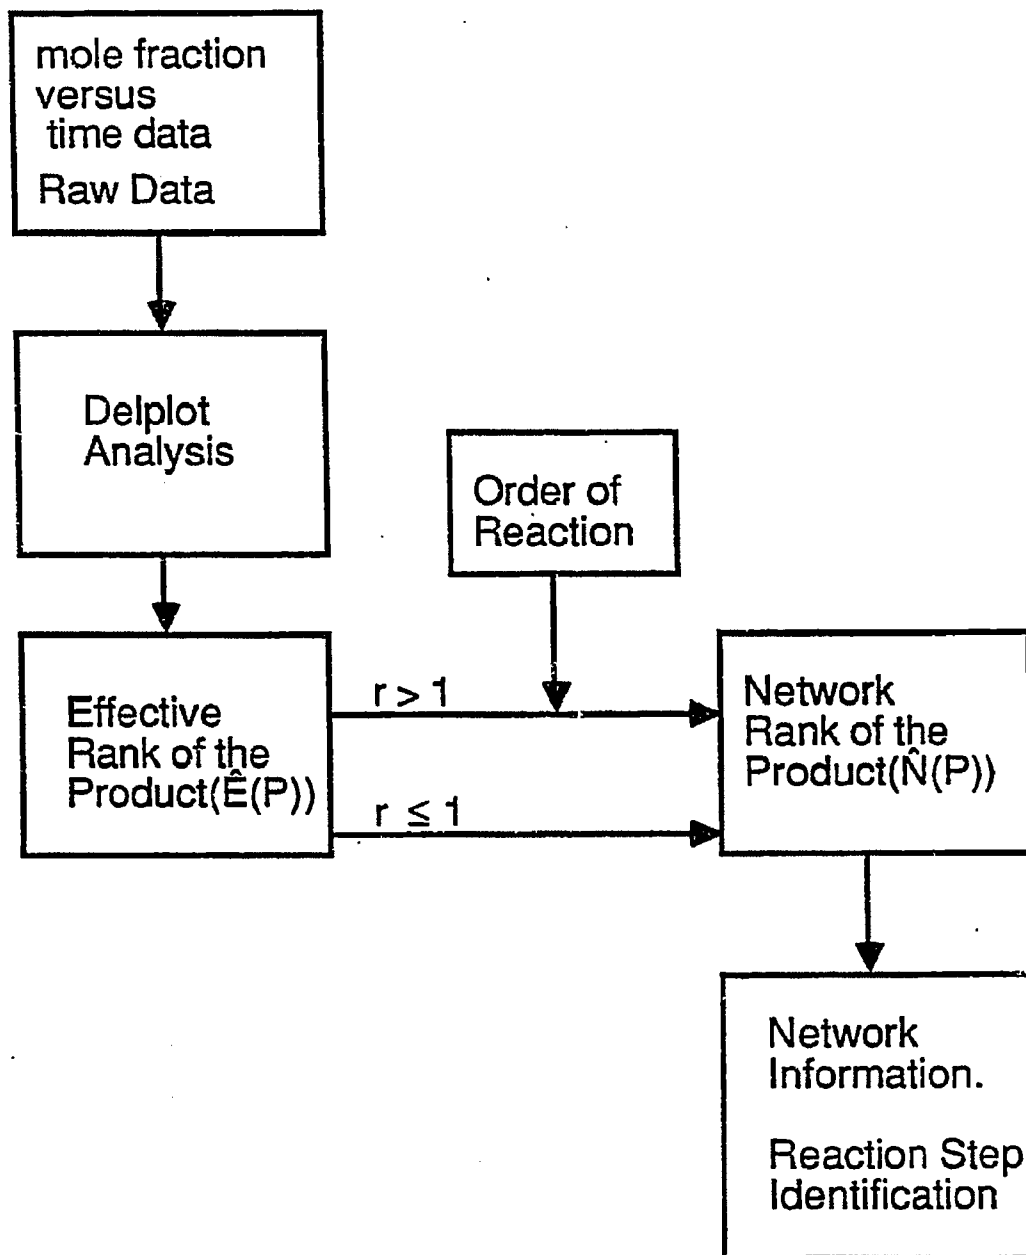 mole fraction
versus
time data
Raw Data
Delplot
Analysis
Order of
Reaction
Effective
Rank of the
Product(Ê(P))
r > 1
r ≤ 1
Network
Rank of the
Product(N̂(P))
Network
Information.
Reaction Step
Identification